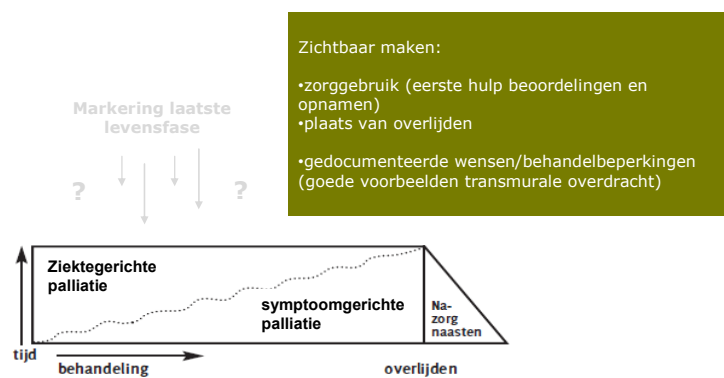 Zichtbaar maken:
•zorggebruik (eerste hulp beoordelingen en
opnamen)
•plaats van overlijden
•gedocumenteerde wensen/behandelbeperkingen
(goede voorbeelden transmurale overdracht)
Markering laatste
levensfase
? ?
Ziektegerichte
palliatie
symptoomgerichte
palliatie
Na-
zorg
naasten
tijd
behandeling
overlijden